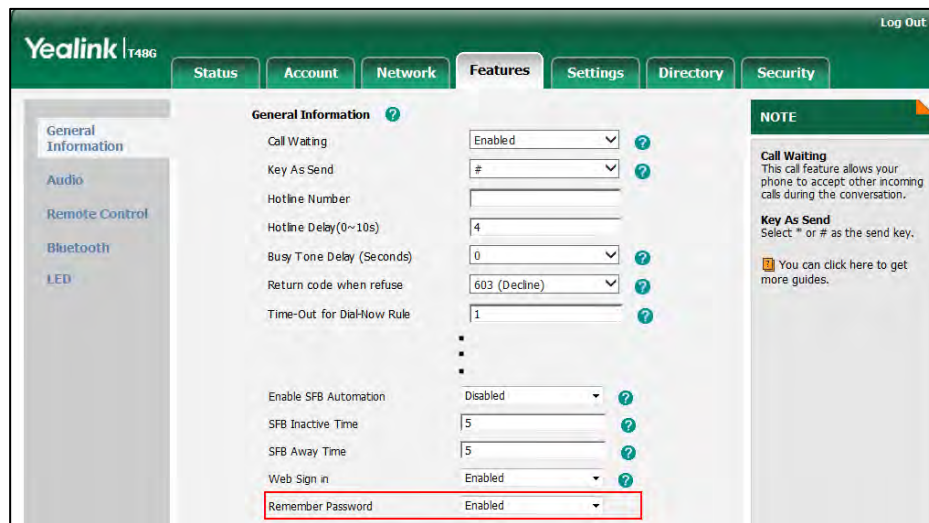 Log Out
Yealink T48G
Status Account Network Features Settings Directory Security
General Information
Audio
Remote Control
Bluetooth
LED
General Information ?
Call Waiting Enabled ?
Key As Send # ?
Hotline Number
Hotline Delay(0~10s) 4
Busy Tone Delay (Seconds) 0 ?
Return code when refuse 603 (Decline) ?
Time-Out for Dial-Now Rule 1 ?
Enable SFB Automation Disabled ?
SFB Inactive Time 5 ?
SFB Away Time 5 ?
Web Sign in Enabled ?
Remember Password Enabled
NOTE
Call Waiting
This call feature allows your
phone to accept other incoming
calls during the conversation.
Key As Send
Select * or # as the send key.
You can click here to get
more guides.